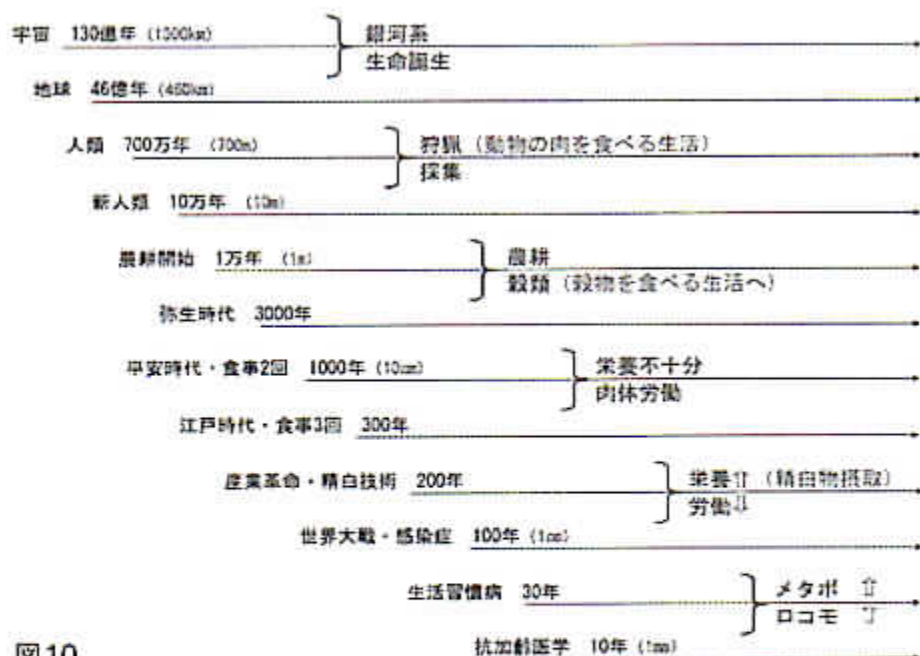 宇宙 130億年 (1300km)
銀河系
生命誕生
地球 46億年 (460km)
人類 700万年 (700m)
狩猟（動物の肉を食べる生活）
採集
新人類 10万年 (10m)
農耕開始 1万年 (1m)
農耕
穀類（穀物を食べる生活へ）
弥生時代 3000年
平安時代・食事2回 1000年 (10cm)
栄養不十分
肉体労働
江戸時代・食事3回 300年
産業革命・精白技術 200年
栄養⇧（精白物摂取）
労働⇩
世界大戦・感染症 100年 (1cm)
生活習慣病 30年
メタボ ⇧
ロコモ
抗加齢医学 10年 (1mm)
図10